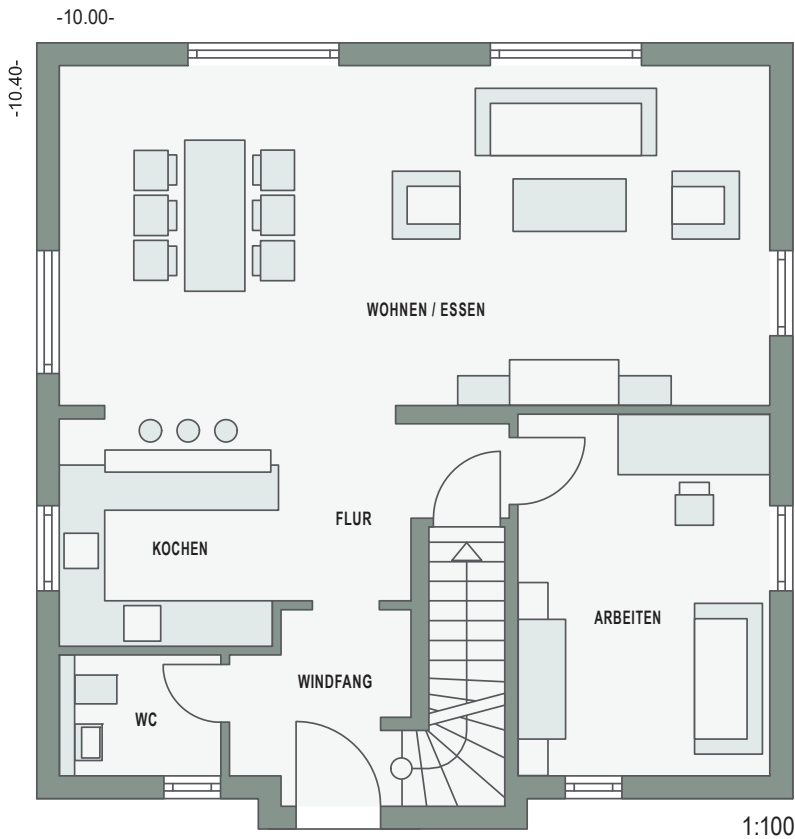 -10.00-
-10.40-
WOHNEN / ESSEN
FLUR
KOCHEN
ARBEITEN
WINDFANG
WC
1:100